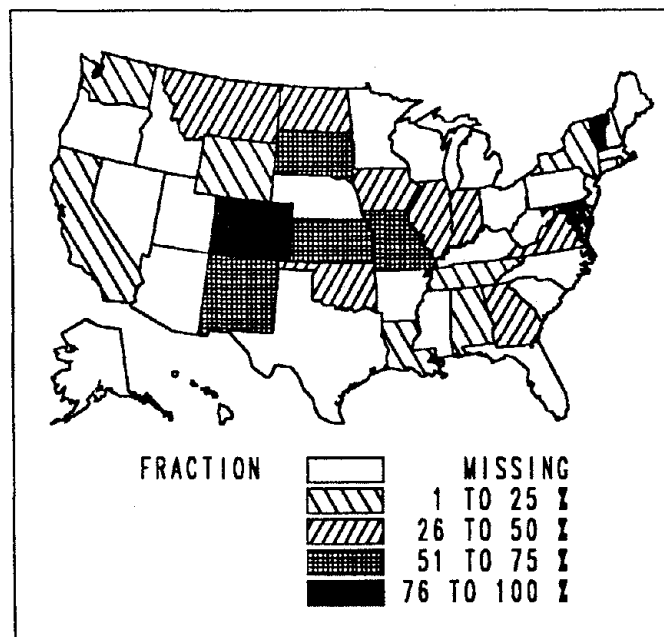 FRACTION MISSING
1 TO 25 %
26 TO 50 %
51 TO 75 %
76 TO 100 %